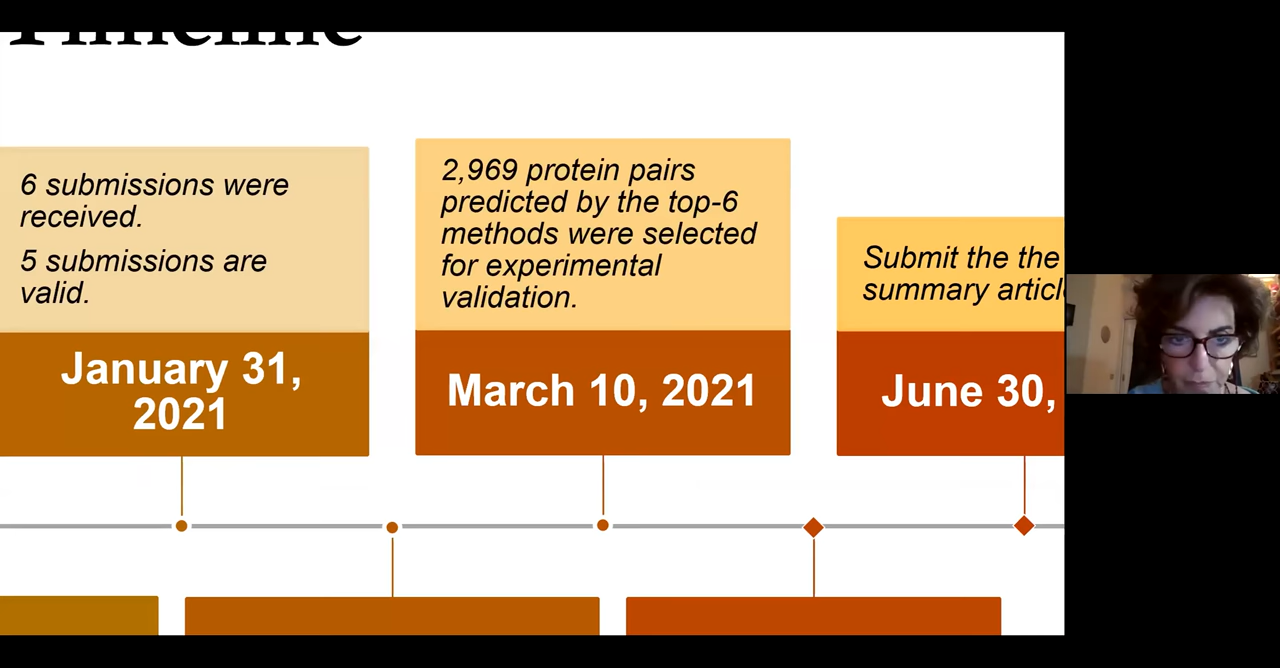 Timeline
6 submissions were
received.
5 submissions are
valid.
January 31,
2021
2,969 protein pairs
predicted by the top-6
methods were selected
for experimental
validation.
March 10, 2021
Submit the the
summary articl
June 30,